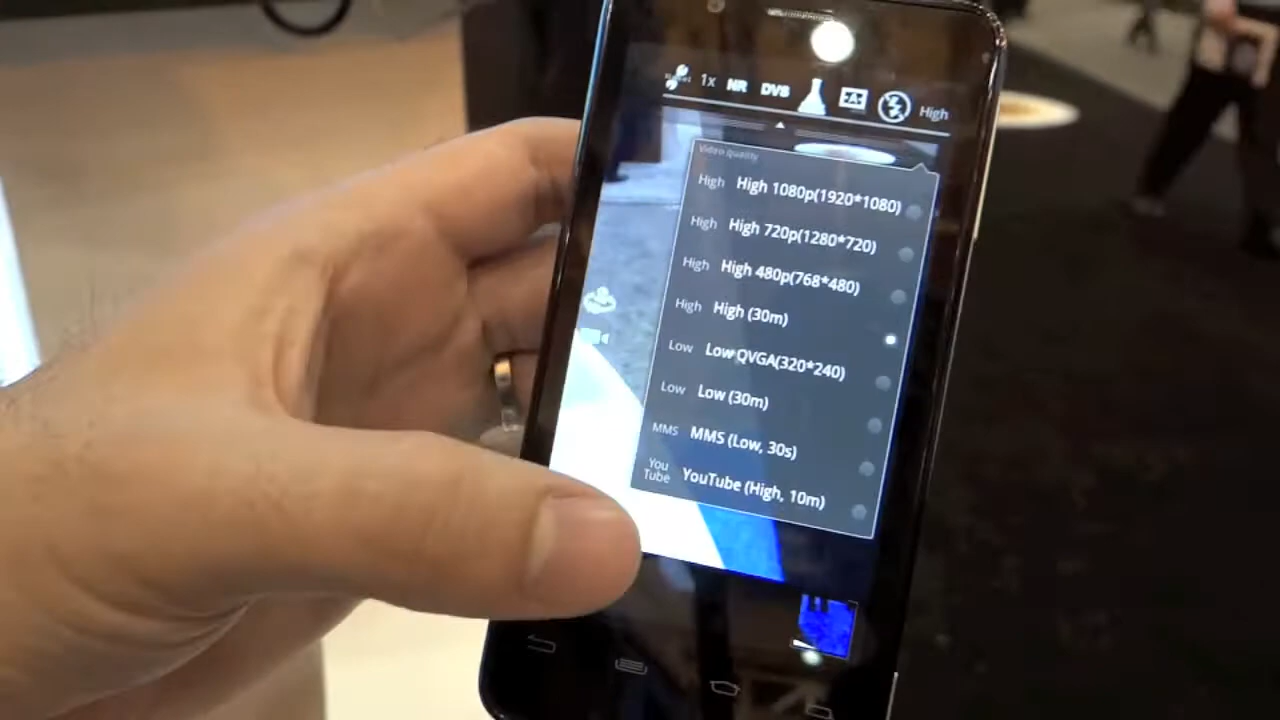 1x NR DVS High
Video quality
High High 1080p(1920*1080)
High High 720p(1280*720)
High High 480p(768*480)
High High (30m)
Low Low QVGA(320*240)
Low Low (30m)
MMS MMS (Low, 30s)
You
Tube YouTube (High, 10m)